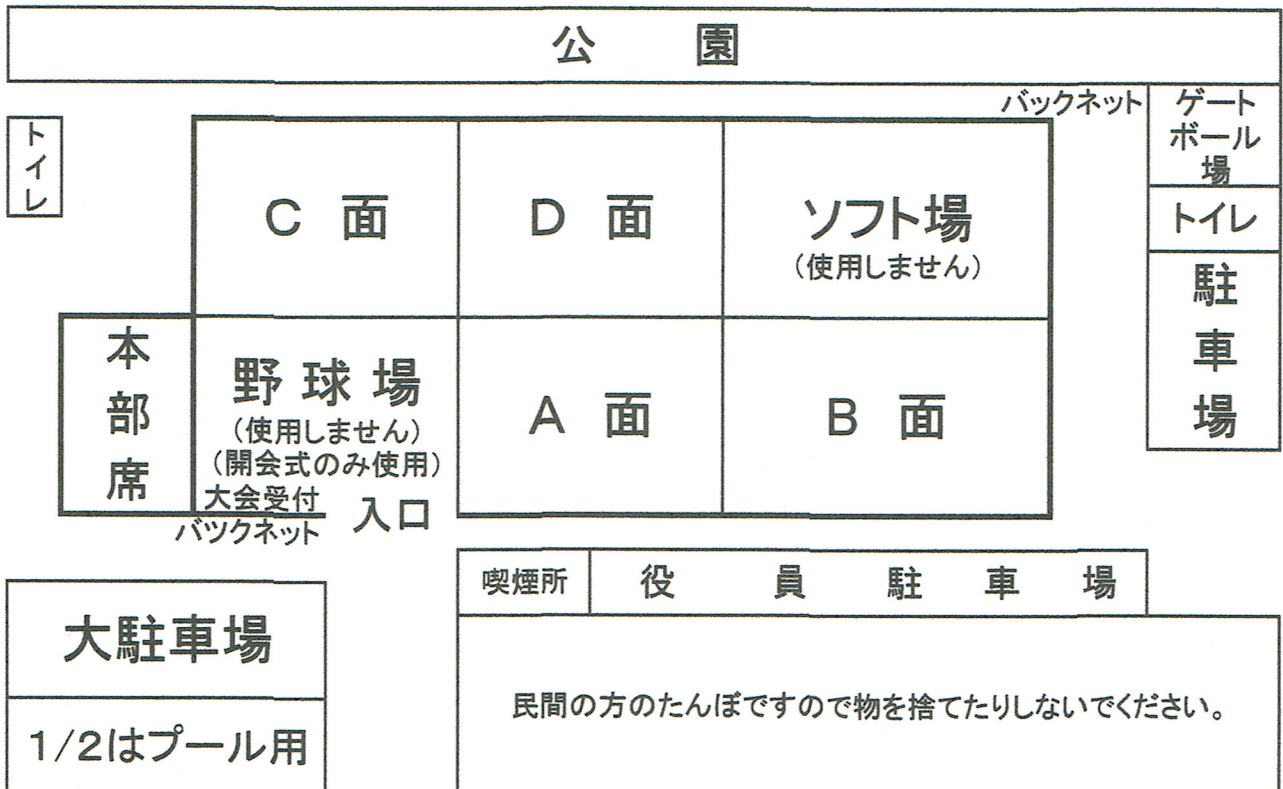 公 園
バックネット
ゲート
ボール
場
トイレ
C 面
D 面
ソフト場
(使用しません)
トイレ
駐車場
本部席
野球場
(使用しません)
(開会式のみ使用)
大会受付
バツクネット
入口
A 面
B 面
喫煙所
役員駐車場
大駐車場
1/2はプール用
民間の方のたんぼですので物を捨てたりしないでください。